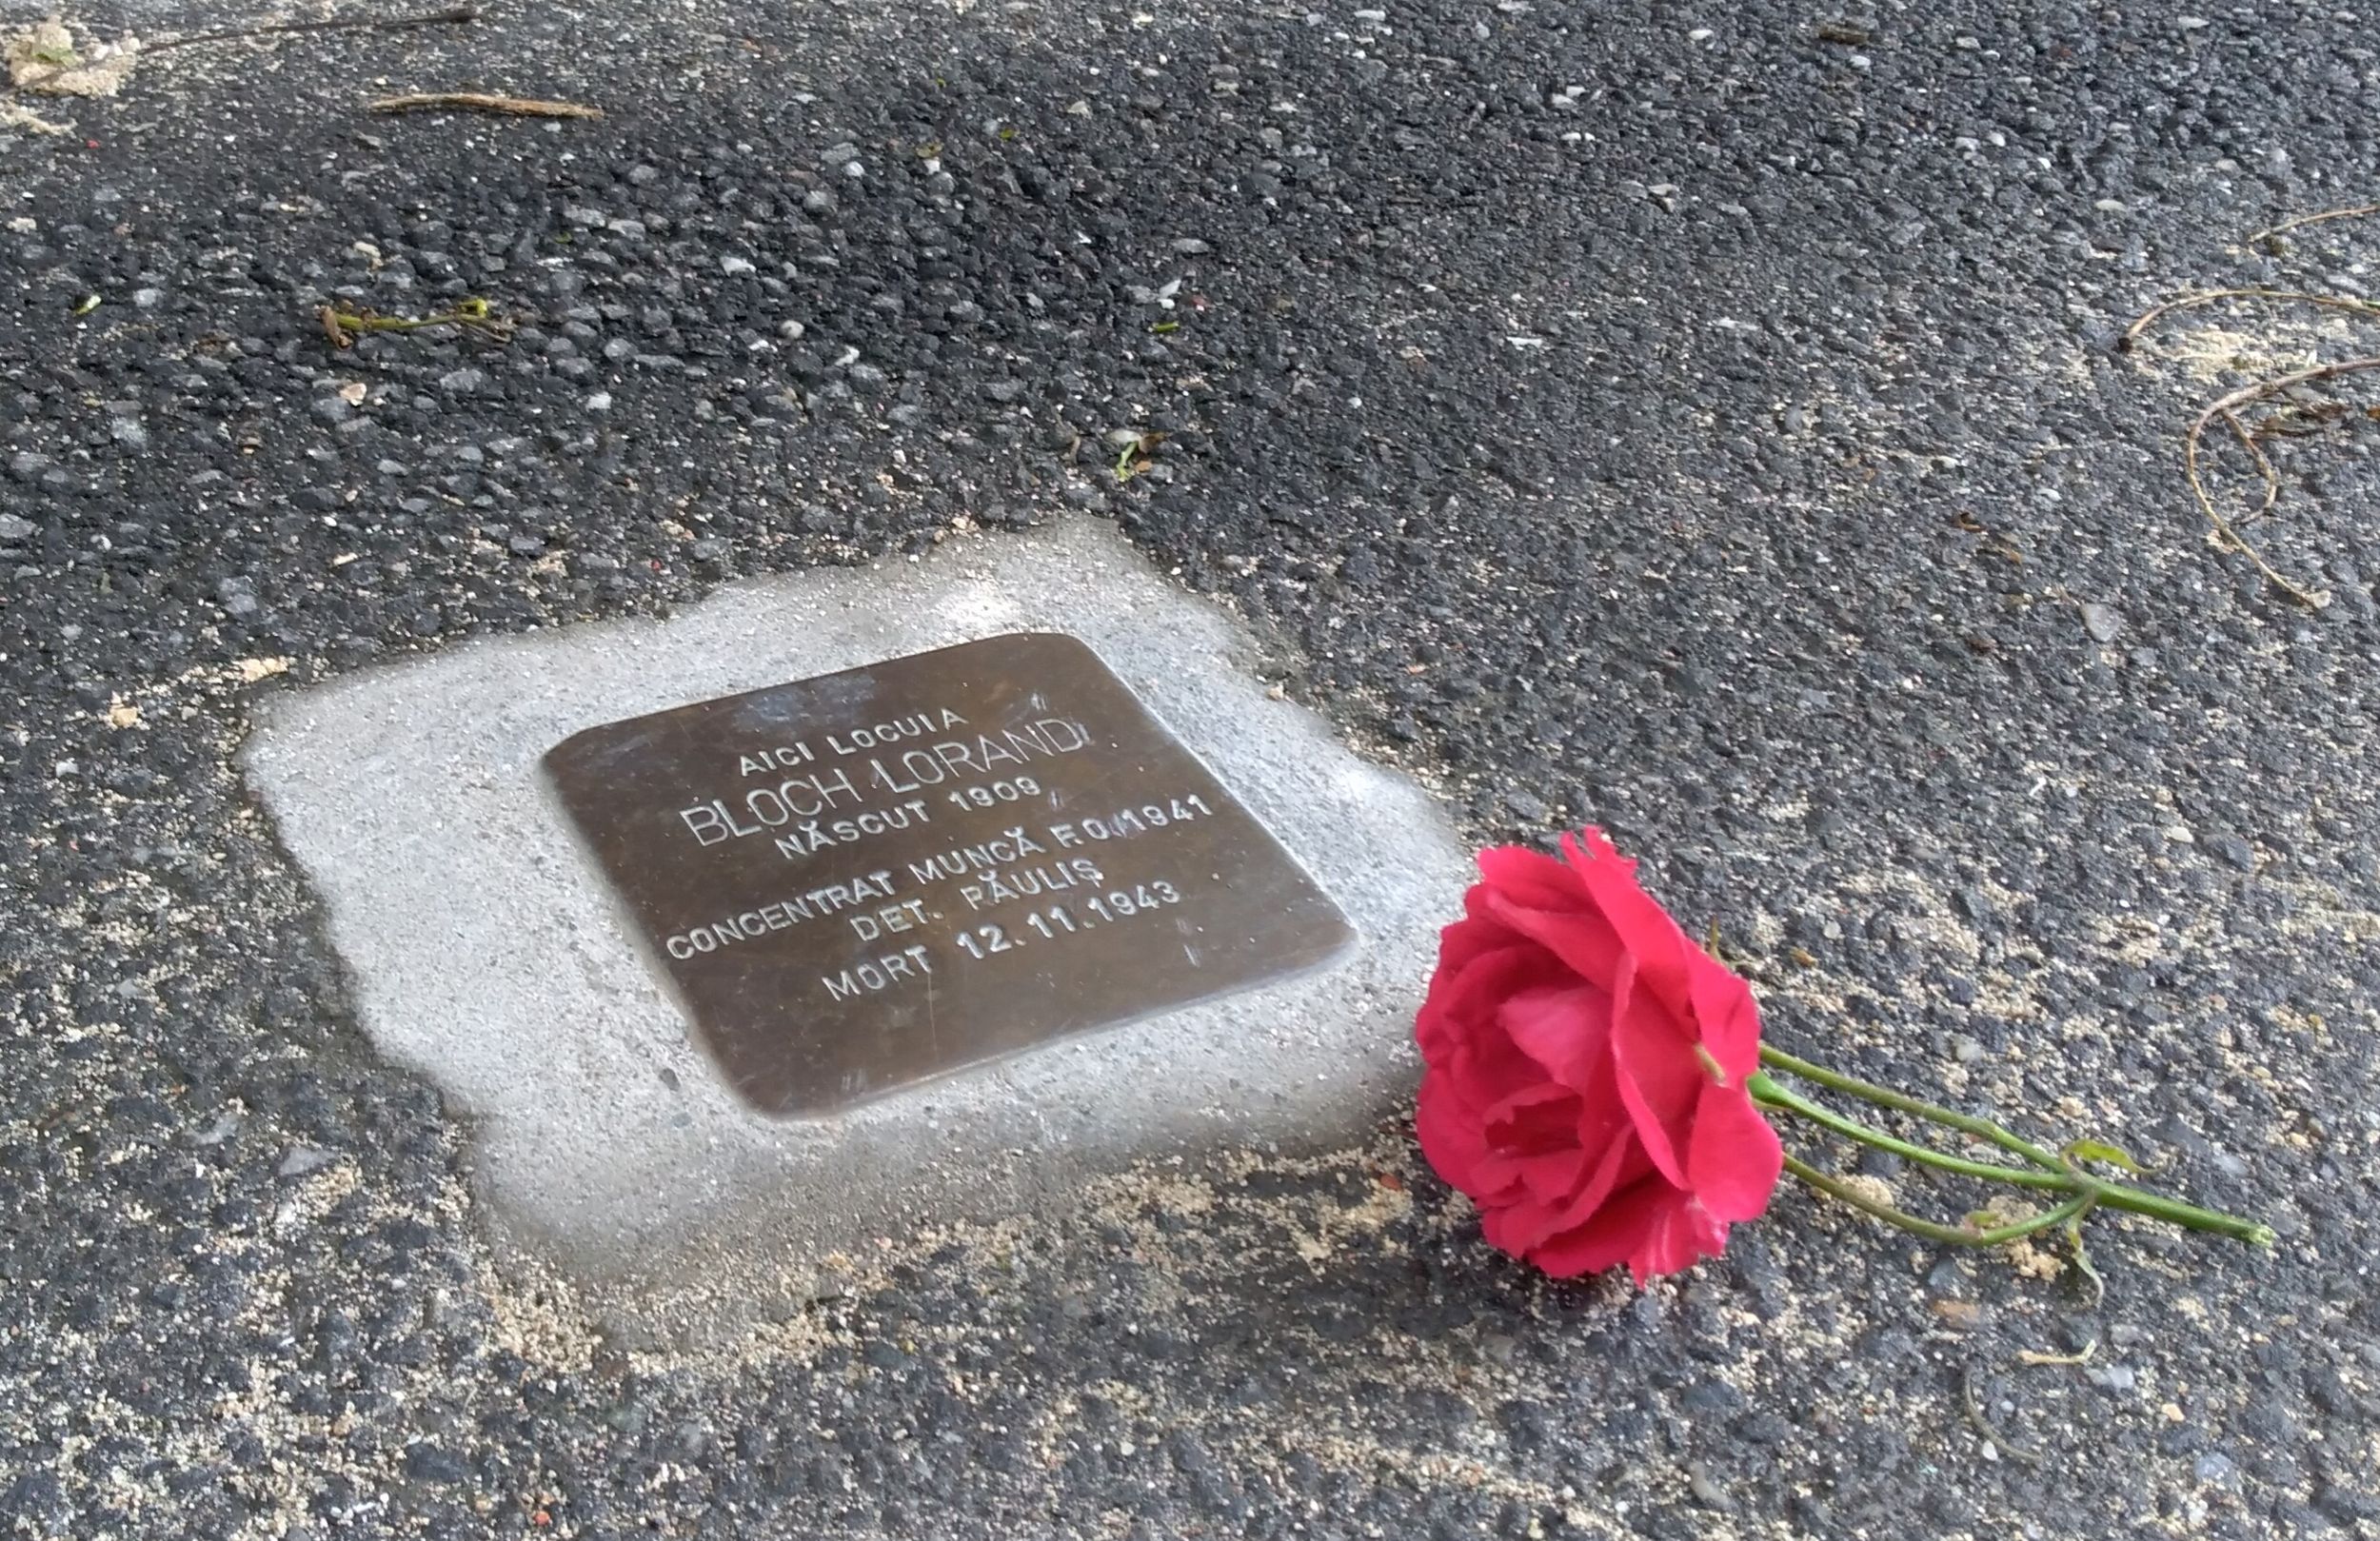 AICI LOCUIA
BLOCH LORAND
NĂSCUT 1909
CONCENTRAT MUNCĂ F.O. 1941
DET. PĂULIȘ
MORT 12.11.1943